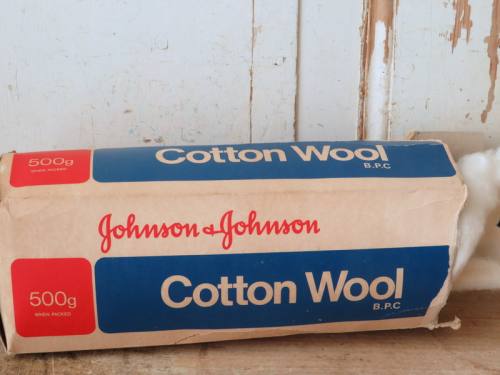 500g
WHEN PACKED
Cotton Wool
B.P.C
Johnson & Johnson
500g
WHEN PACKED
Cotton Wool
B.P.C